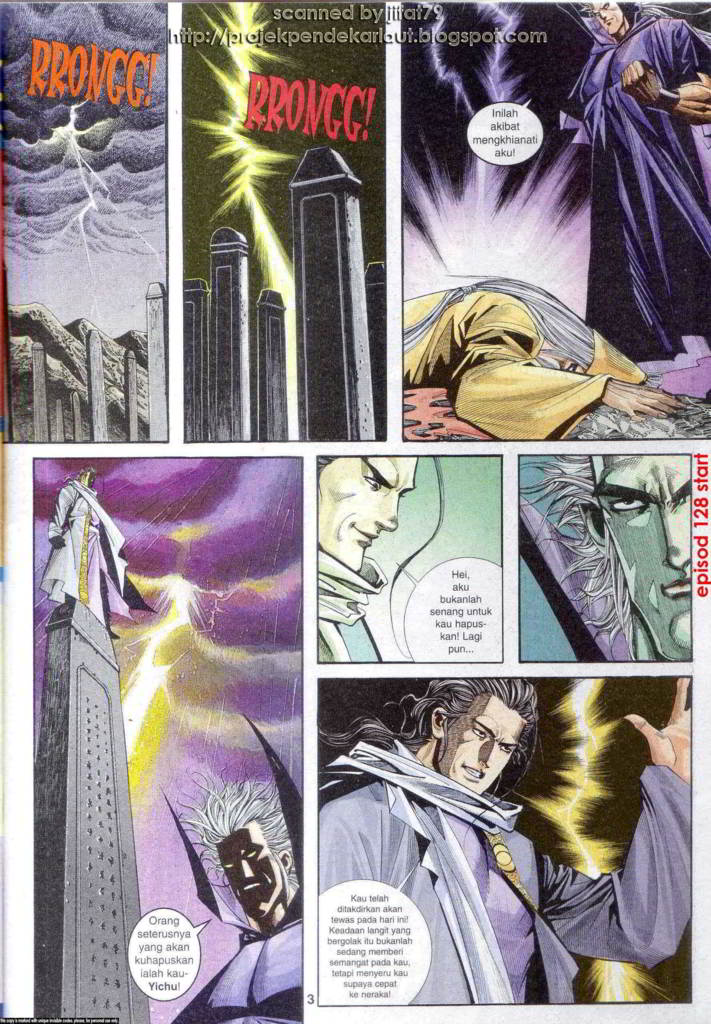 scanned by jiifat79
http://projekpendekarlaut.blogspot.com
RRONGG!
RRONGG!
Inilah
akibat
mengkhianati
aku!
episod 128 start
Orang
seterusnya
yang akan
kuhapuskan
ialah kau-
Yichu!
Hei,
aku
bukanlah
senang untuk
kau hapus-
kan! Lagi
pun...
Kau telah
ditakdirkan akan
tewas pada hari ini!
Keadaan langit yang
bergolak itu bukanlah
sedang memberi
semangat pada kau,
tetapi menyeru kau
supaya cepat
ke neraka!
3